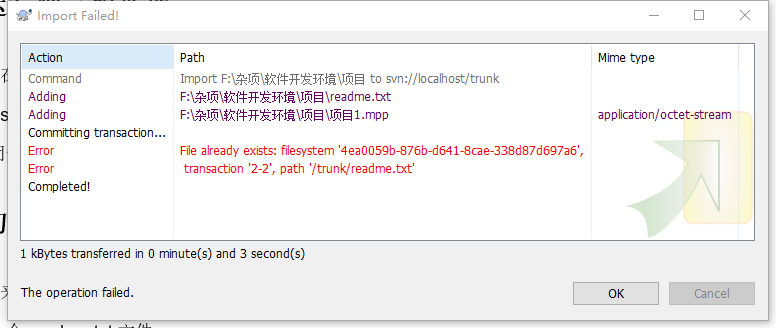 Import Failed!
Action Path Mime type
Command Import F:\杂项\软件开发环境\项目 to svn://localhost/trunk
Adding F:\杂项\软件开发环境\项目\readme.txt
Adding F:\杂项\软件开发环境\项目\项目1.mpp application/octet-stream
Committing transaction...
Error File already exists: filesystem '4ea0059b-876b-d641-8cae-338d87d697a6',
Error transaction '2-2', path '/trunk/readme.txt'
Completed!
1 kBytes transferred in 0 minute(s) and 3 second(s)
The operation failed.
OK Cancel